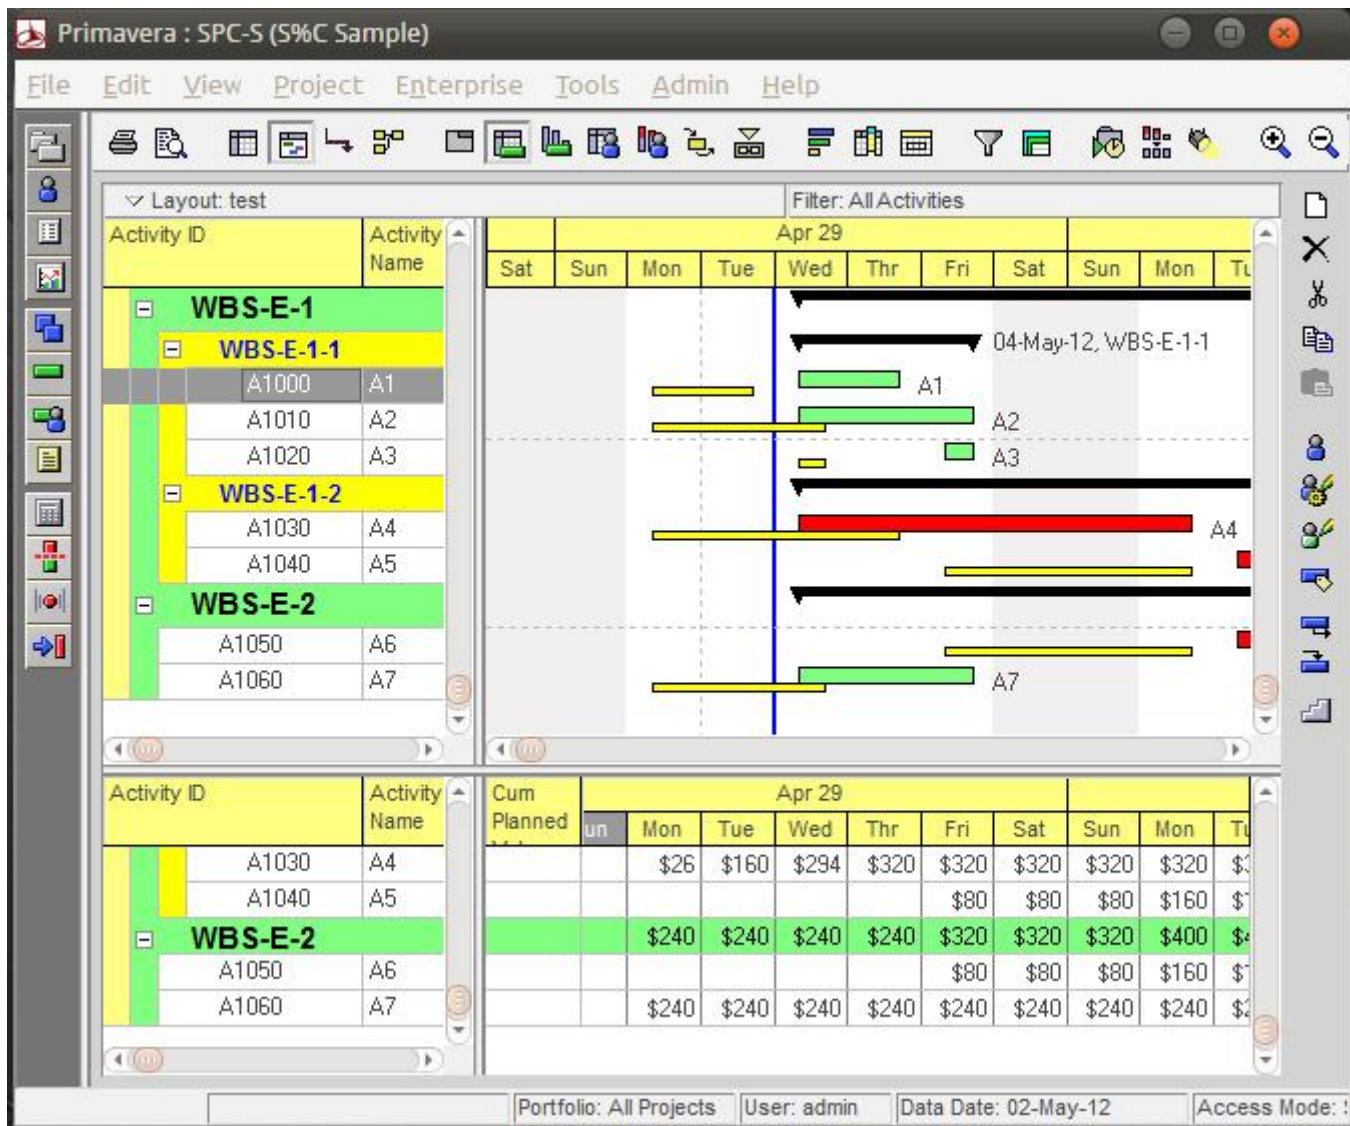 Primavera : SPC-S (S%C Sample)
File Edit View Project Enterprise Tools Admin Help
Layout: test Filter: All Activities
Activity ID Activity Name
Apr 29
Sat Sun Mon Tue Wed Thr Fri Sat Sun Mon
WBS-E-1
WBS-E-1-1 04-May-12, WBS-E-1-1
A1000 A1 A1
A1010 A2 A2
A1020 A3 A3
WBS-E-1-2
A1030 A4 A4
A1040 A5
WBS-E-2
A1050 A6
A1060 A7 A7
Activity ID Activity Name Cum Planned
Apr 29
un Mon Tue Wed Thr Fri Sat Sun Mon
A1030 A4 $26 $160 $294 $320 $320 $320 $320 $320
A1040 A5 $80 $80 $80 $160
WBS-E-2 $240 $240 $240 $240 $320 $320 $320 $400
A1050 A6 $80 $80 $80 $160
A1060 A7 $240 $240 $240 $240 $240 $240 $240 $240
Portfolio: All Projects User: admin Data Date: 02-May-12 Access Mode: